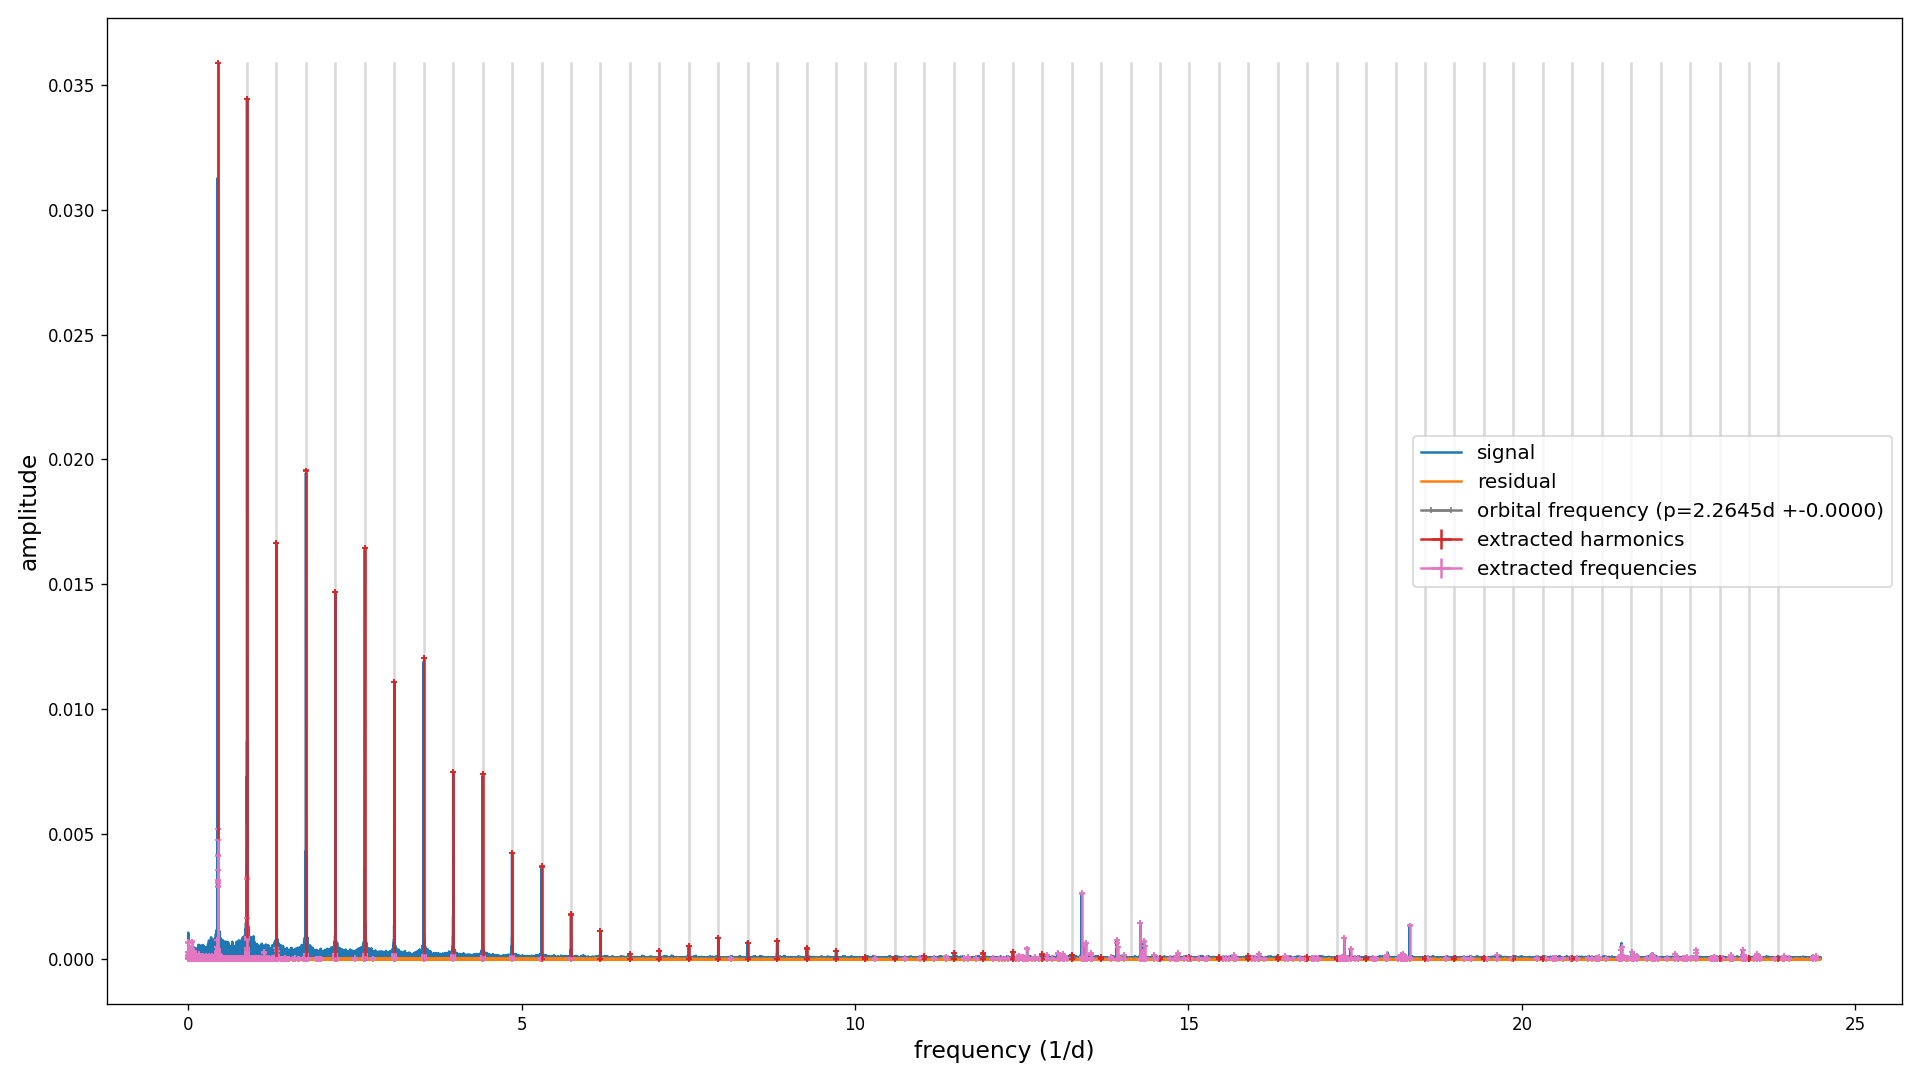 0.035
0.030
0.025
0.020
0.015
0.010
0.005
0.000
amplitude
signal
residual
orbital frequency (p=2.2645d +-0.0000)
extracted harmonics
extracted frequencies
0 5 10 15 20 25
frequency (1/d)